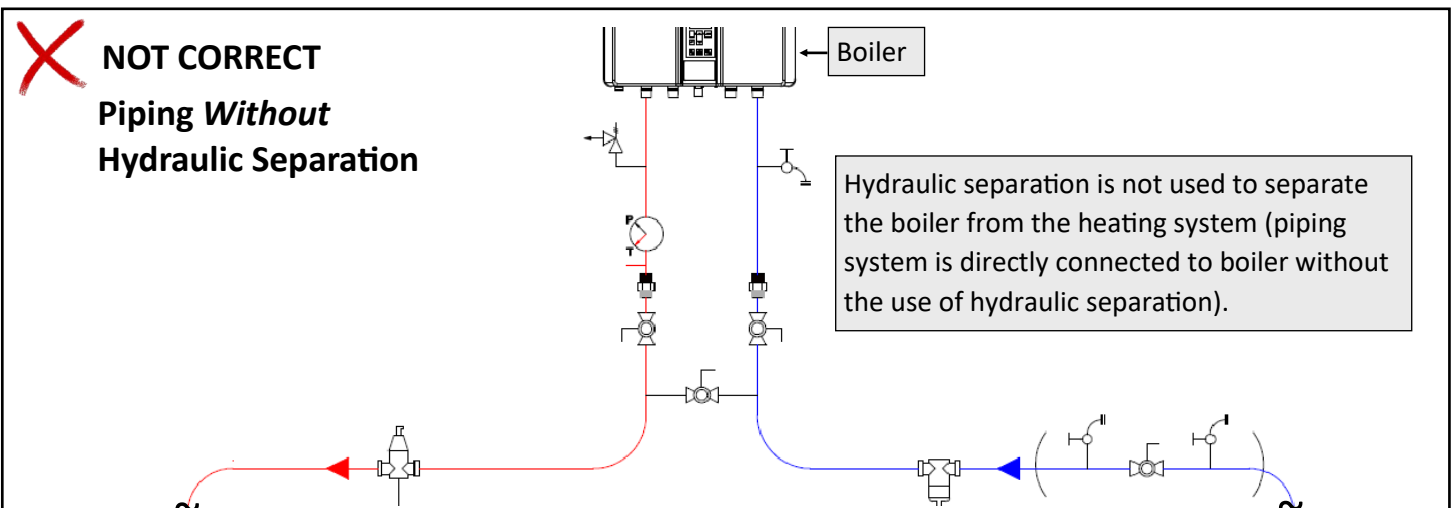 NOT CORRECT
Piping Without
Hydraulic Separation
Boiler
Hydraulic separation is not used to separate
the boiler from the heating system (piping
system is directly connected to boiler without
the use of hydraulic separation).
P
T